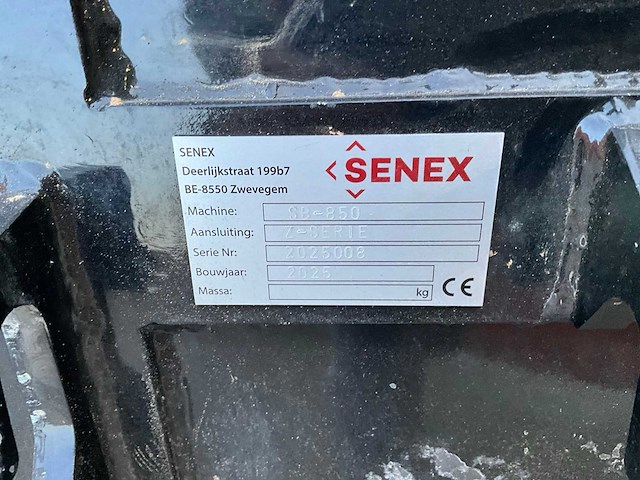 SENEX
Deerlijkstraat 199b7
BE-8550 Zwevegem
SENEX
Machine: SB-850
Aansluiting: Z-SERIE
Serie Nr: 2025008
Bouwjaar: 2025
Massa: kg CE